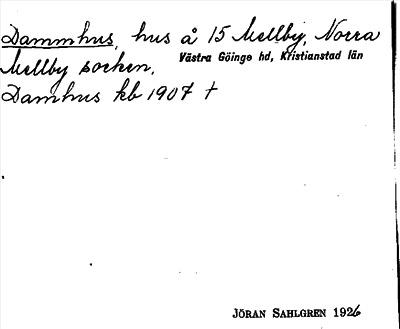 Dammhus, hus å 15 Mellby, Norra
Mellby socken. Västra Göinge hd, Kristianstad län
Damhus kb 1907 †
JÖRAN SAHLGREN 1926